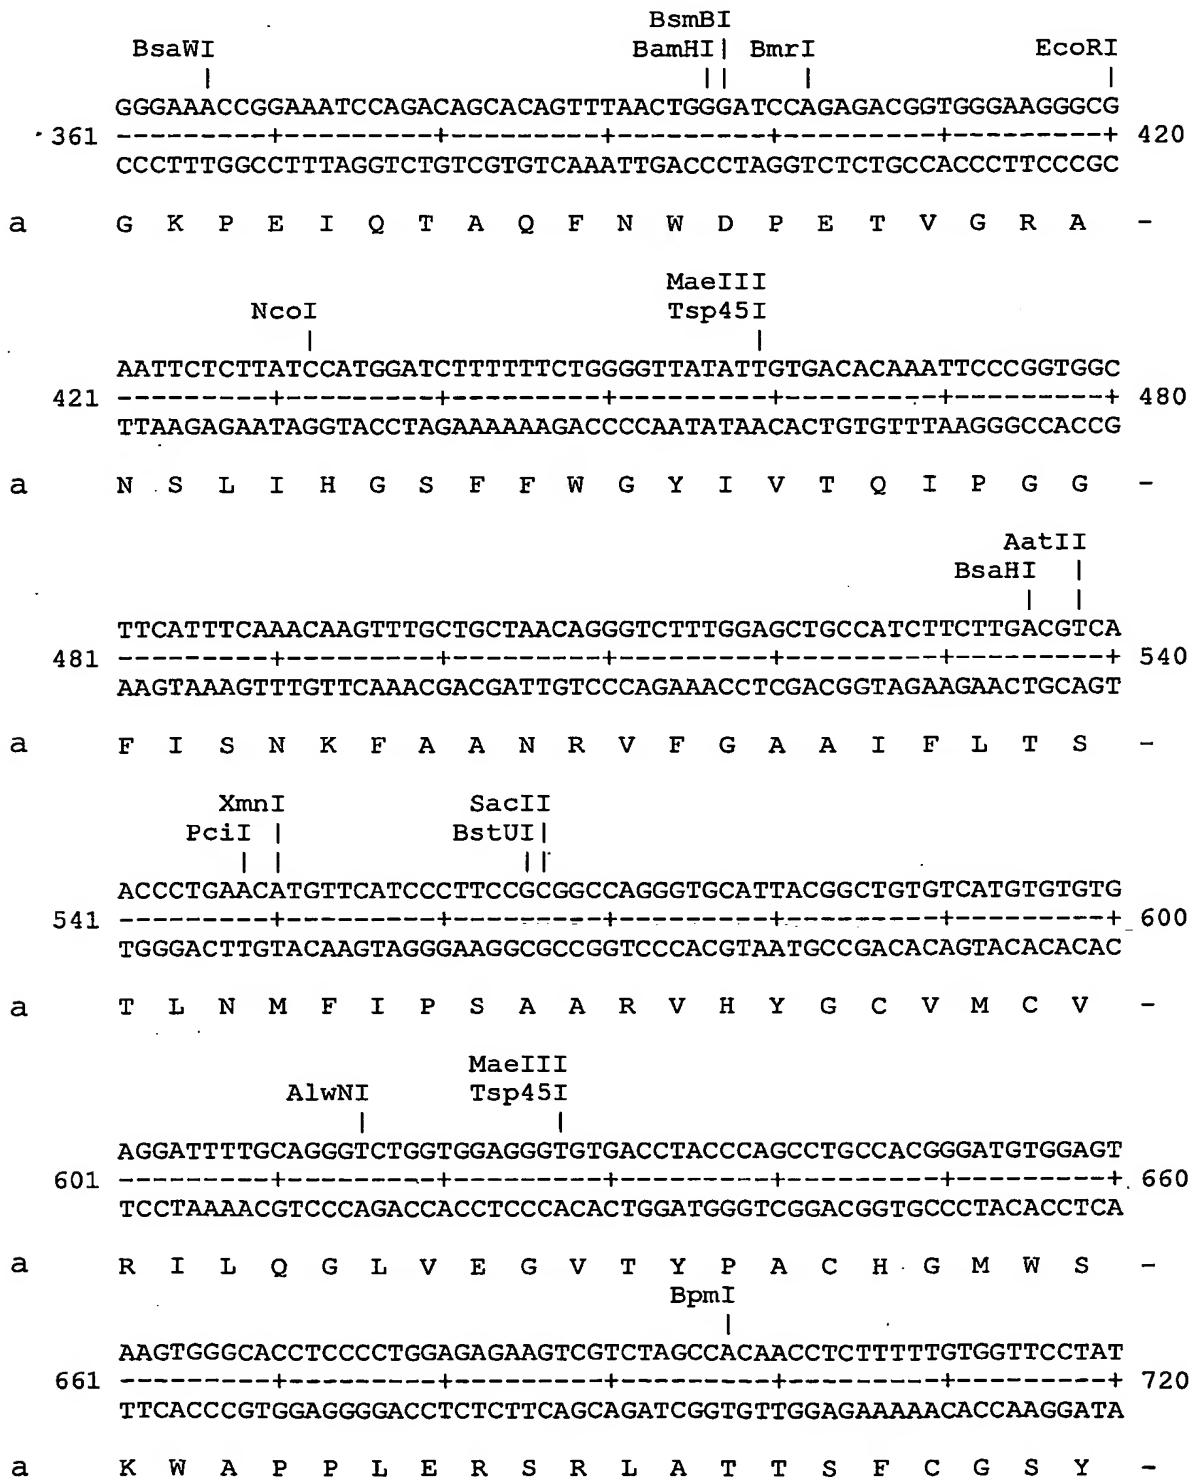 BsmBI
BsaWI BamHI| BmrI EcoRI
| || | |
GGGAAACCGGAAATCCAGACAGCACAGTTTAACTGGGATCCAGAGACGGTGGGAAGGGCG
361 ---------+---------+---------+---------+---------+---------+ 420
CCCTTTGGCCTTTAGGTCTGTCGTGTCAAATTGACCCTAGGTCTCTGCCACCCTTCCCGC
a G K P E I Q T A Q F N W D P E T V G R A -
MaeIII
NcoI Tsp45I
| |
AATTCTCTTATCCATGGATCTTTTTTCTGGGGTTATATTGTGACACAAATTCCCGGTGGC
421 ---------+---------+---------+---------+---------+---------+ 480
TTAAGAGAATAGGTACCTAGAAAAAAGACCCCAATATAACACTGTGTTTAAGGGCCACCG
a N S L I H G S F F W G Y I V T Q I P G G -
AatII
BsaHI |
| |
TTCATTTCAAACAAGTTTGCTGCTAACAGGGTCTTTGGAGCTGCCATCTTCTTGACGTCA
481 ---------+---------+---------+---------+---------+---------+ 540
AAGTAAAGTTTGTTCAAACGACGATTGTCCCAGAAACCTCGACGGTAGAAGAACTGCAGT
a F I S N K F A A N R V F G A A I F L T S -
XmnI SacII
PciI | BstUI|
| | ||
ACCCTGAACATGTTCATCCCTTCCGCGGCCAGGGTGCATTACGGCTGTGTCATGTGTGTG
541 ---------+---------+---------+---------+---------+---------+ 600
TGGGACTTGTACAAGTAGGGAAGGCGCCGGTCCCACGTAATGCCGACACAGTACACACAC
a T L N M F I P S A A R V H Y G C V M C V -
MaeIII
AlwNI Tsp45I
| |
AGGATTTTGCAGGGTCTGGTGGAGGGTGTGACCTACCCAGCCTGCCACGGGATGTGGAGT
601 ---------+---------+---------+---------+---------+---------+ 660
TCCTAAAACGTCCCAGACCACCTCCCACACTGGATGGGTCGGACGGTGCCCTACACCTCA
a R I L Q G L V E G V T Y P A C H G M W S -
BpmI
|
AAGTGGGCACCTCCCCTGGAGAGAAGTCGTCTAGCCACAACCTCTTTTTGTGGTTCCTAT
661 ---------+---------+---------+---------+---------+---------+ 720
TTCACCCGTGGAGGGGACCTCTCTTCAGCAGATCGGTGTTGGAGAAAAACACCAAGGATA
a K W A P P L E R S R L A T T S F C G S Y -